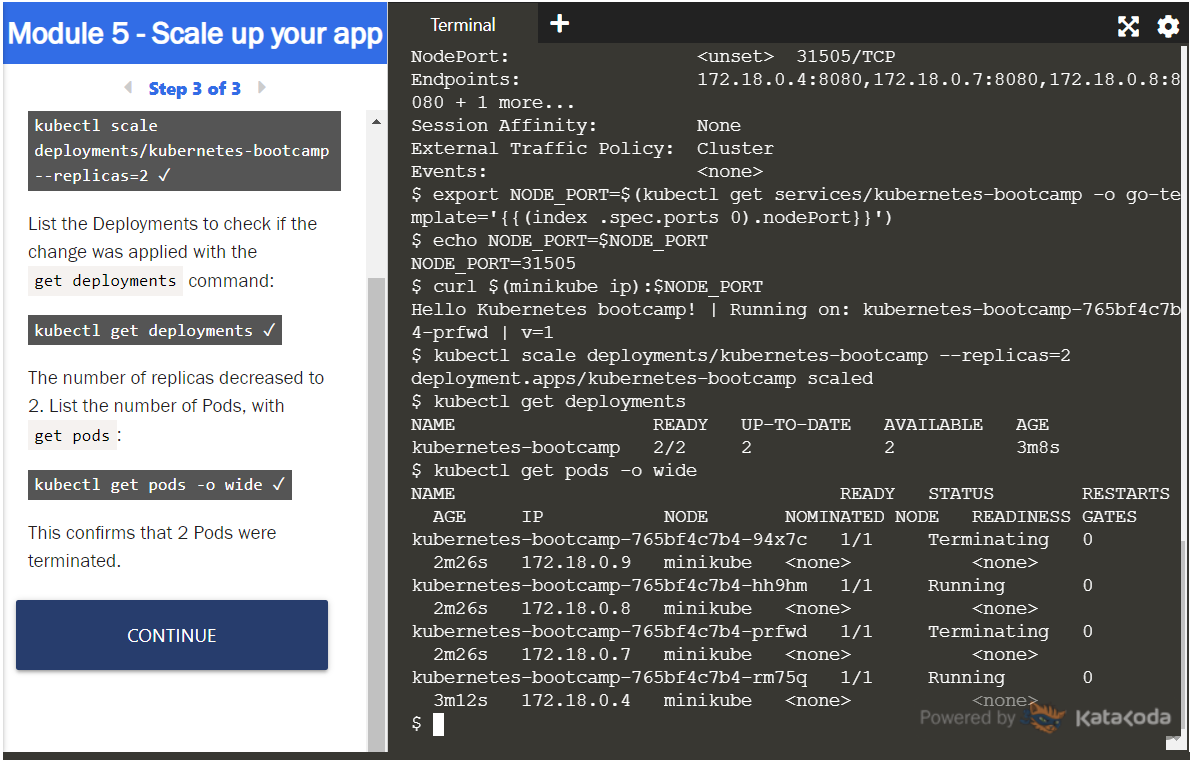 Module 5 - Scale up your app
Step 3 of 3
kubectl scale
deployments/kubernetes-bootcamp
--replicas=2 ✓
List the Deployments to check if the
change was applied with the
get deployments command:
kubectl get deployments ✓
The number of replicas decreased to
2. List the number of Pods, with
get pods:
kubectl get pods -o wide ✓
This confirms that 2 Pods were
terminated.
CONTINUE
Terminal
NodePort: <unset> 31505/TCP
Endpoints: 172.18.0.4:8080,172.18.0.7:8080,172.18.0.8:8
080 + 1 more...
Session Affinity: None
External Traffic Policy: Cluster
Events: <none>
$ export NODE_PORT=$(kubectl get services/kubernetes-bootcamp -o go-te
mplate='{{(index .spec.ports 0).nodePort}}')
$ echo NODE_PORT=$NODE_PORT
NODE_PORT=31505
$ curl $(minikube ip):$NODE_PORT
Hello Kubernetes bootcamp! | Running on: kubernetes-bootcamp-765bf4c7b
4-prfwd | v=1
$ kubectl scale deployments/kubernetes-bootcamp --replicas=2
deployment.apps/kubernetes-bootcamp scaled
$ kubectl get deployments
NAME READY UP-TO-DATE AVAILABLE AGE
kubernetes-bootcamp 2/2 2 2 3m8s
$ kubectl get pods -o wide
NAME READY STATUS RESTARTS
AGE IP NODE NOMINATED NODE READINESS GATES
kubernetes-bootcamp-765bf4c7b4-94x7c 1/1 Terminating 0
2m26s 172.18.0.9 minikube <none> <none>
kubernetes-bootcamp-765bf4c7b4-hh9hm 1/1 Running 0
2m26s 172.18.0.8 minikube <none> <none>
kubernetes-bootcamp-765bf4c7b4-prfwd 1/1 Terminating 0
2m26s 172.18.0.7 minikube <none> <none>
kubernetes-bootcamp-765bf4c7b4-rm75q 1/1 Running 0
3m12s 172.18.0.4 minikube <none> <none>
$
Powered by Katacoda